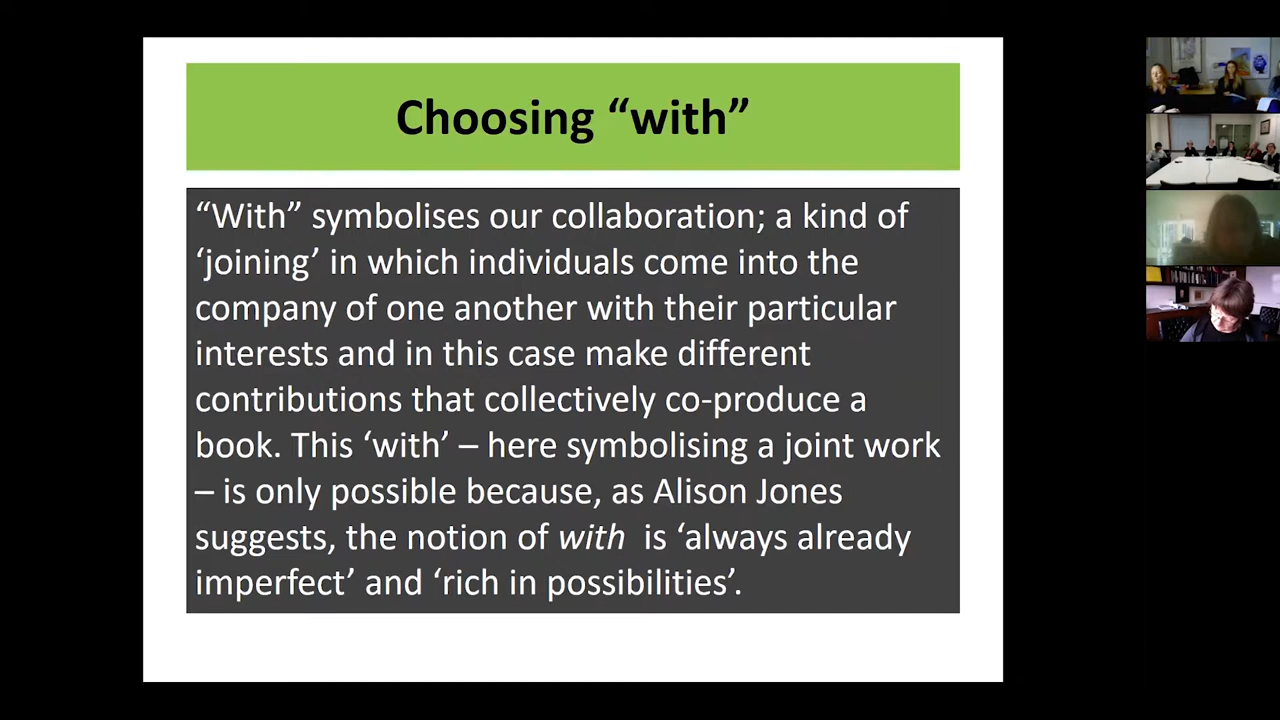 Choosing “with”
“With” symbolises our collaboration; a kind of
‘joining’ in which individuals come into the
company of one another with their particular
interests and in this case make different
contributions that collectively co-produce a
book. This ‘with’ – here symbolising a joint work
– is only possible because, as Alison Jones
suggests, the notion of with  is ‘always already
imperfect’ and ‘rich in possibilities’.